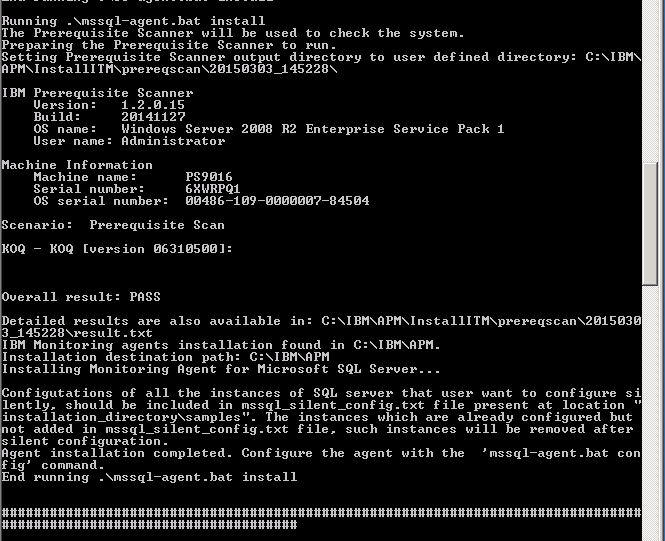 Running .\mssql-agent.bat install
The Prerequisite Scanner will be used to check the system.
Preparing the Prerequisite Scanner to run.
Setting Prerequisite Scanner output directory to user defined directory: C:\IBM\
APM\InstallITM\prereqscan\20150303_145228\
IBM Prerequisite Scanner
Version: 1.2.0.15
Build: 20141127
OS name: Windows Server 2008 R2 Enterprise Service Pack 1
User name: Administrator
Machine Information
Machine name: PS9016
Serial number: 6XWRPQ1
OS serial number: 00486-109-0000007-84504
Scenario: Prerequisite Scan
KOQ - KOQ [version 06310500]:
Overall result: PASS
Detailed results are also available in: C:\IBM\APM\InstallITM\prereqscan\2015030
3_145228\result.txt
IBM Monitoring agents installation found in C:\IBM\APM.
Installation destination path: C:\IBM\APM
Installing Monitoring Agent for Microsoft SQL Server...
Configutations of all the instances of SQL server that user want to configure si
lently, should be included in mssql_silent_config.txt file present at location "
installation_directory\samples". The instances which are already configured but
not added in mssql_silent_config.txt file, such instances will be removed after
silent configuration.
Agent installation completed. Configure the agent with the  'mssql-agent.bat con
fig' command.
End running .\mssql-agent.bat install
################################################################################
#####################################